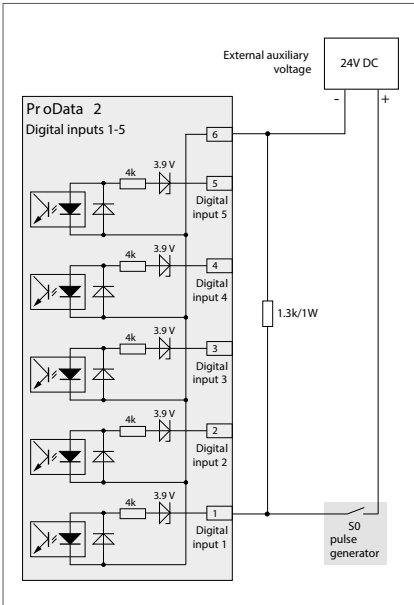 External auxiliary
voltage
24V DC
-
+
Pr oData 2
Digital inputs 1-5
6
4k
3.9 V
5
Digital
input 5
4k
3.9 V
4
Digital
input 4
1.3k/1W
4k
3.9 V
3
Digital
input 3
4k
3.9 V
2
Digital
input 2
4k
3.9 V
1
Digital
input 1
S0
pulse
generator